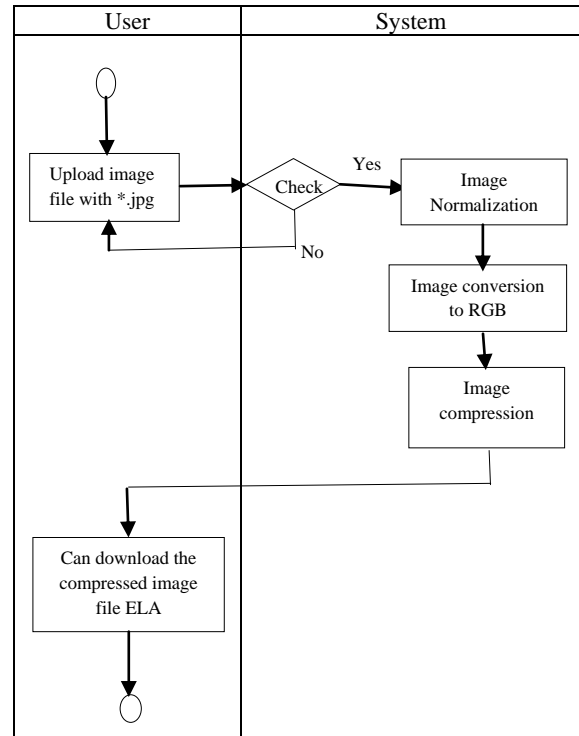 User
System
Upload image
file with *.jpg
Check
Yes
No
Image
Normalization
Image conversion
to RGB
Image
compression
Can download the
compressed image
file ELA